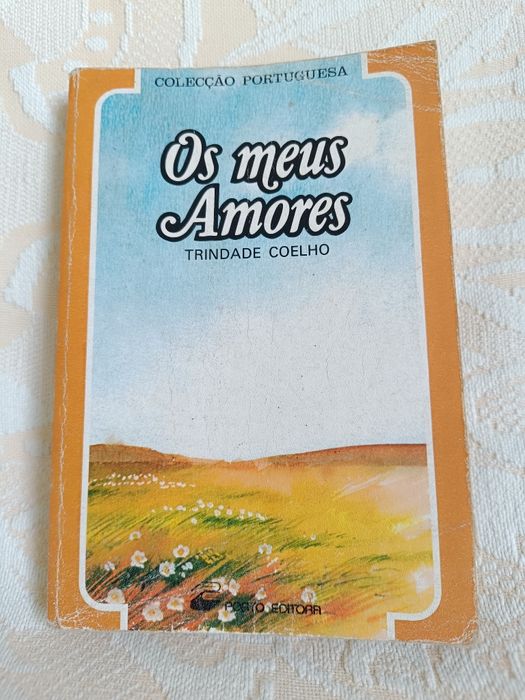 COLECÇÃO PORTUGUESA
Os meus
Amores
TRINDADE COELHO
PORTO EDITORA